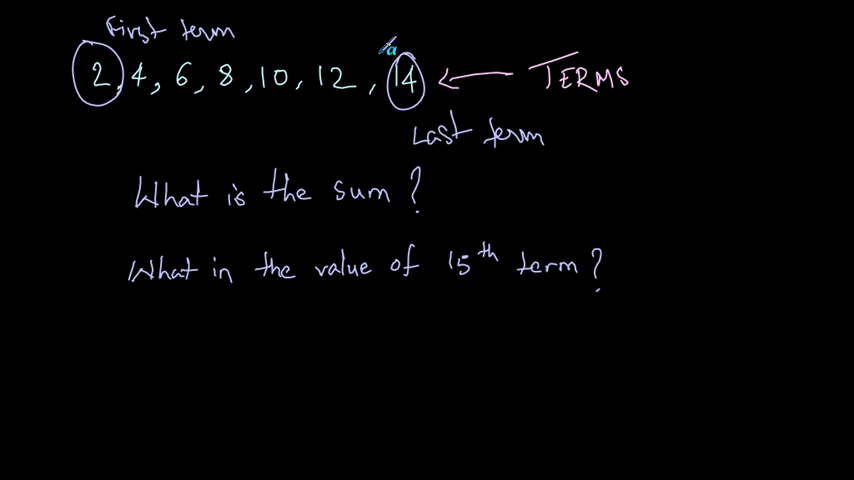 First term
2, 4, 6, 8, 10, 12, 14 ← TERMS
Last term
What is the sum?
What in the value of 15th term?